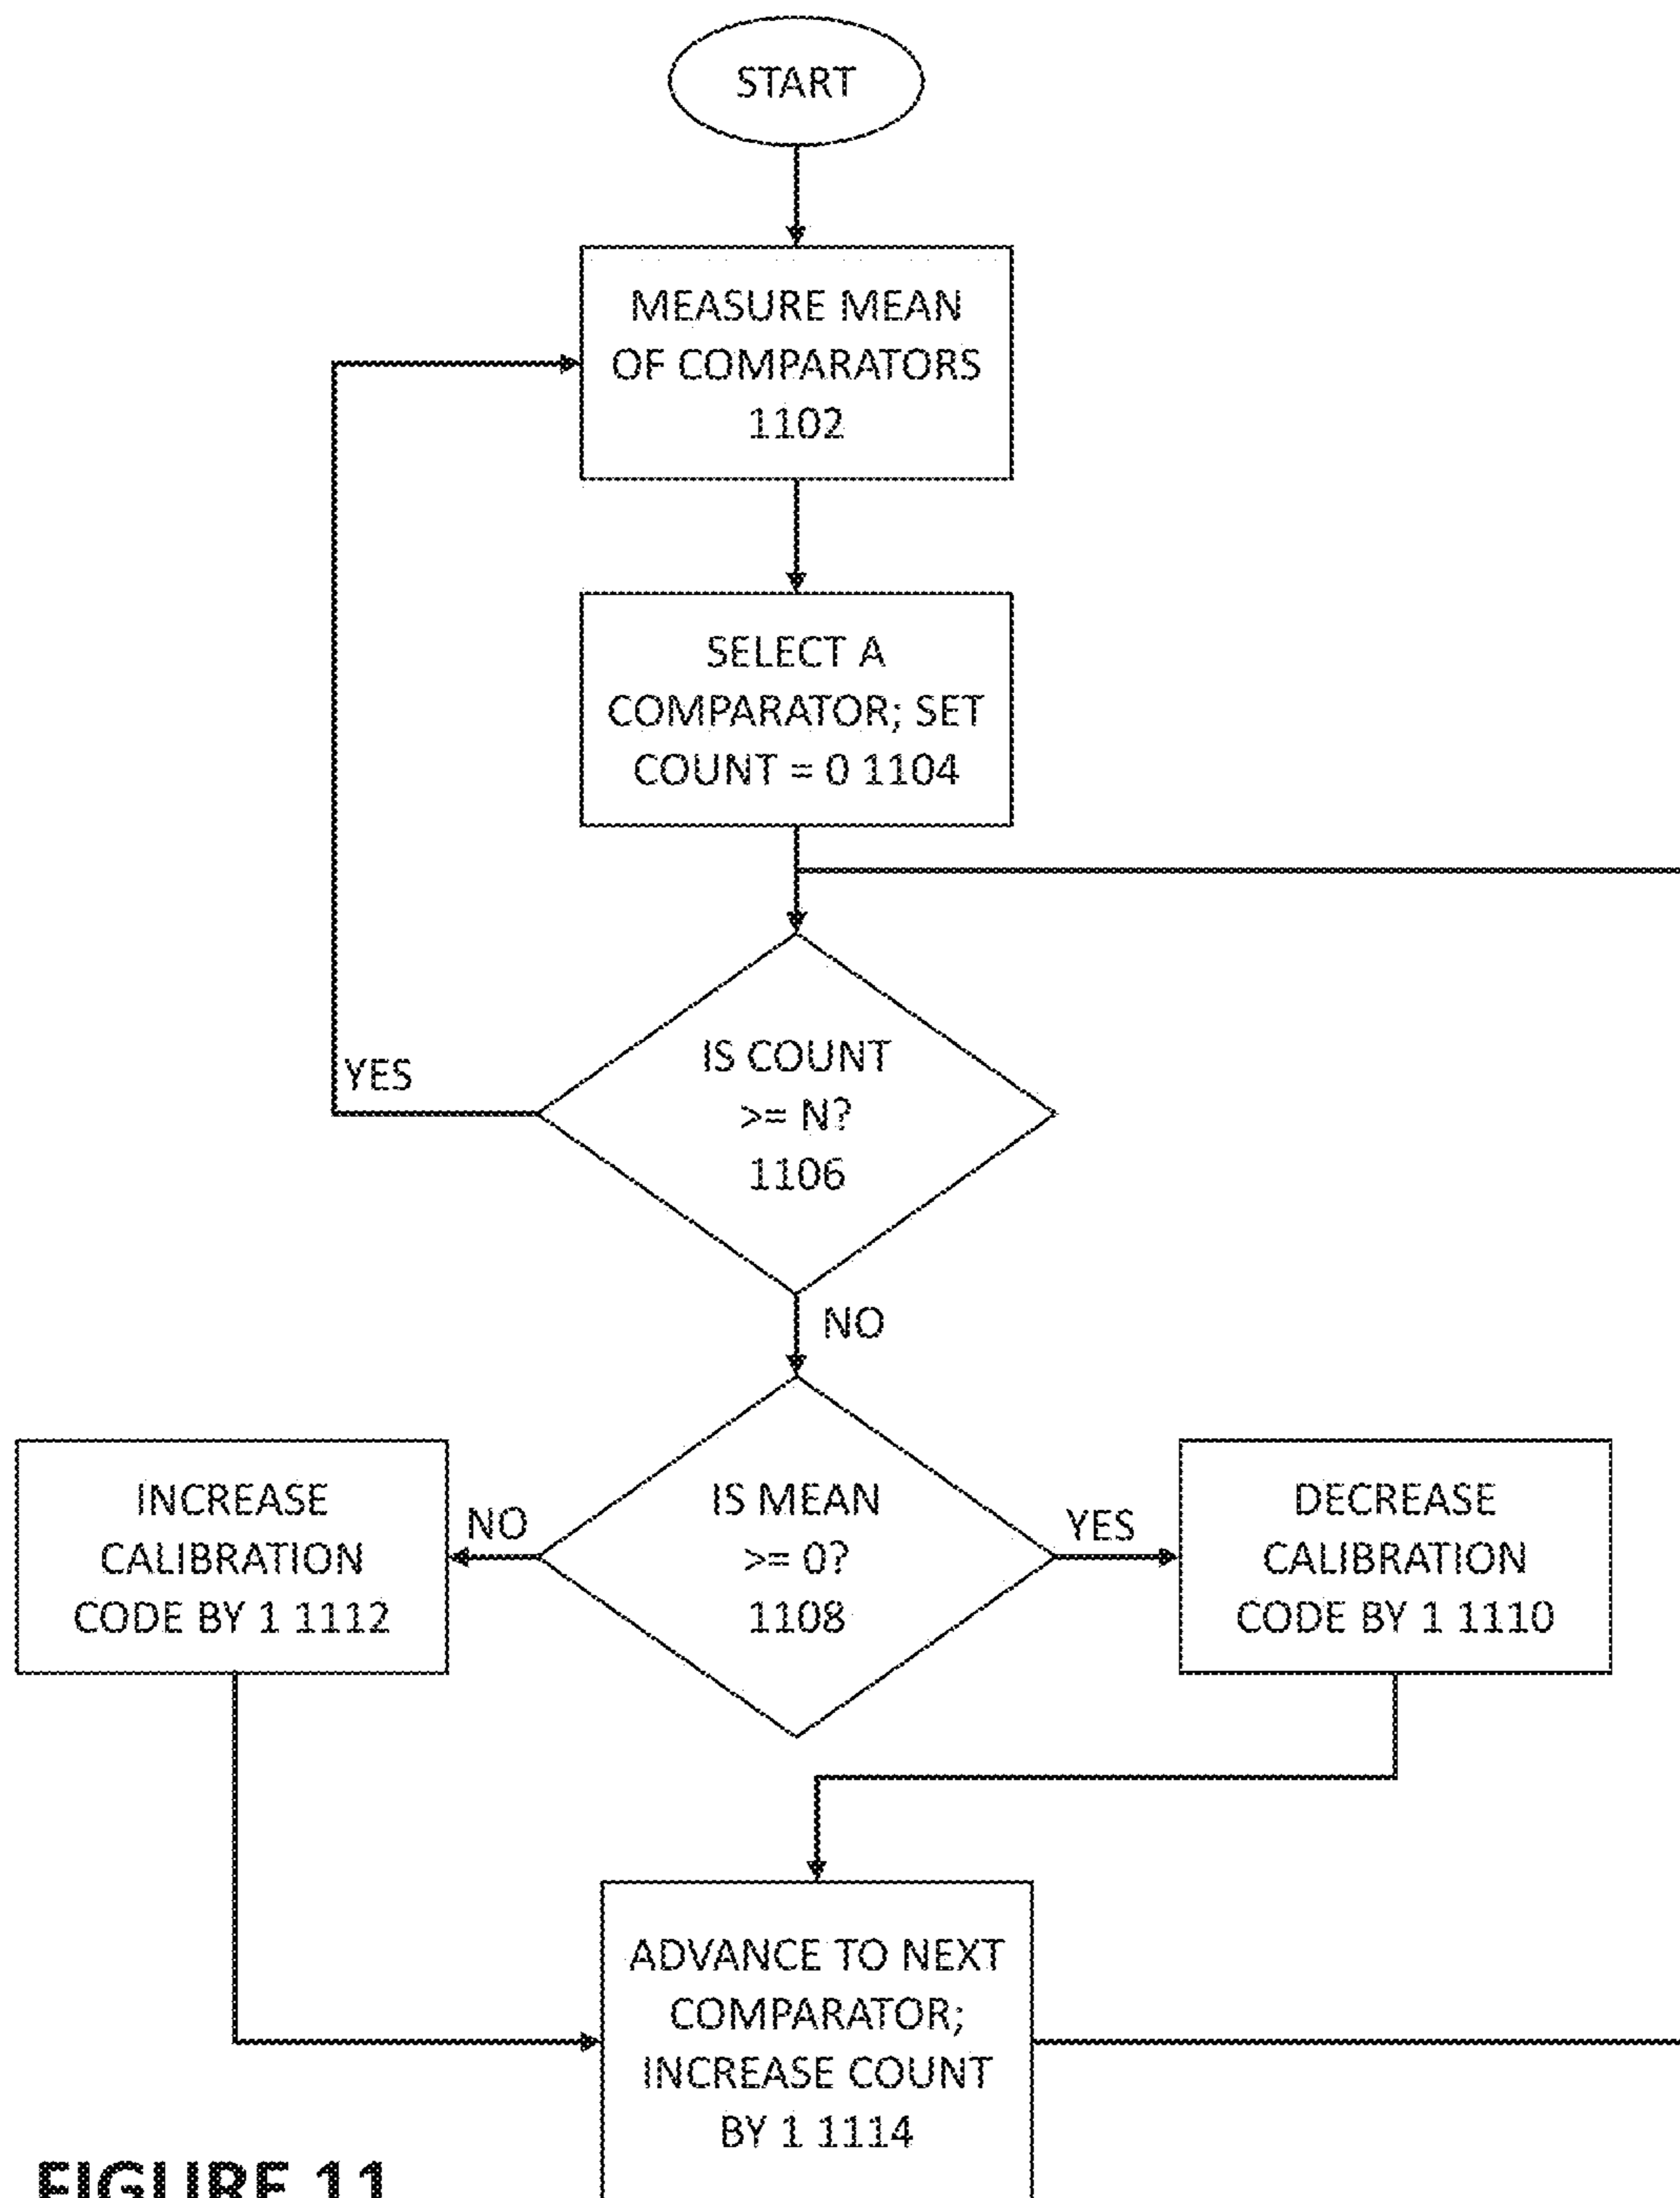 START
MEASURE MEAN
OF COMPARATORS
1102
SELECT A
COMPARATOR; SET
COUNT = 0 1104
IS COUNT
>= N?
1106
YES
NO
IS MEAN
>= 0?
1108
NO
YES
INCREASE
CALIBRATION
CODE BY 1 1112
DECREASE
CALIBRATION
CODE BY 1 1110
ADVANCE TO NEXT
COMPARATOR;
INCREASE COUNT
BY 1 1114
FIGURE 11